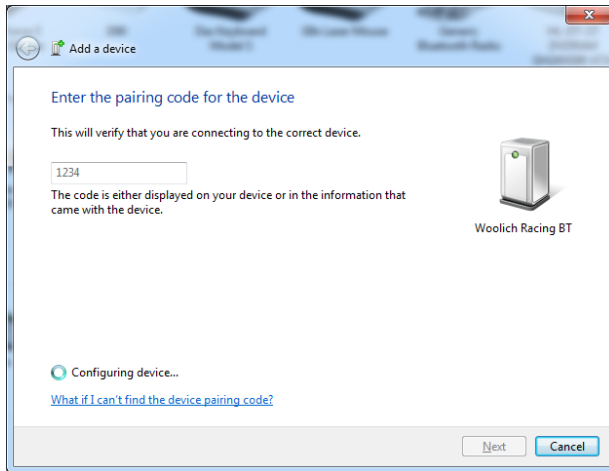 Add a device
Enter the pairing code for the device
This will verify that you are connecting to the correct device.
1234
The code is either displayed on your device or in the information that
came with the device.
Woolich Racing BT
Configuring device...
What if I can't find the device pairing code?
Next
Cancel